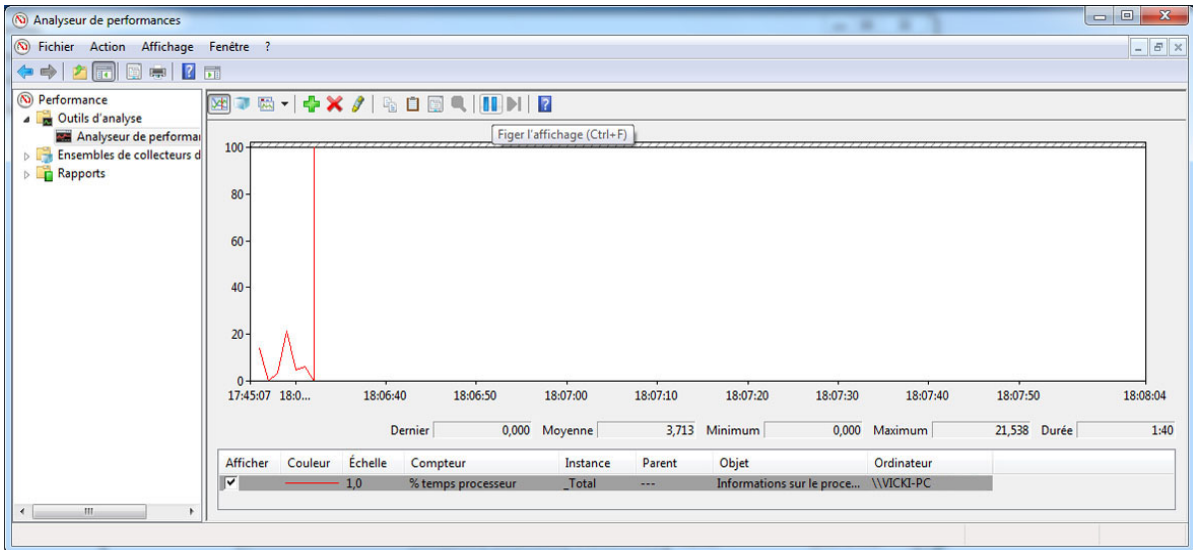 Analyseur de performances
Fichier Action Affichage Fenêtre ?
Performance
Outils d'analyse
Analyseur de performa
Ensembles de collecteurs d
Rapports
Figer l'affichage (Ctrl+F)
100
80
60
40
20
0
17:45:07 18:0... 18:06:40 18:06:50 18:07:00 18:07:10 18:07:20 18:07:30 18:07:40 18:07:50 18:08:04
Dernier 0,000 Moyenne 3,713 Minimum 0,000 Maximum 21,538 Durée 1:40
Afficher Couleur Échelle Compteur Instance Parent Objet Ordinateur
1,0 % temps processeur _Total --- Informations sur le proce... \\VICKI-PC